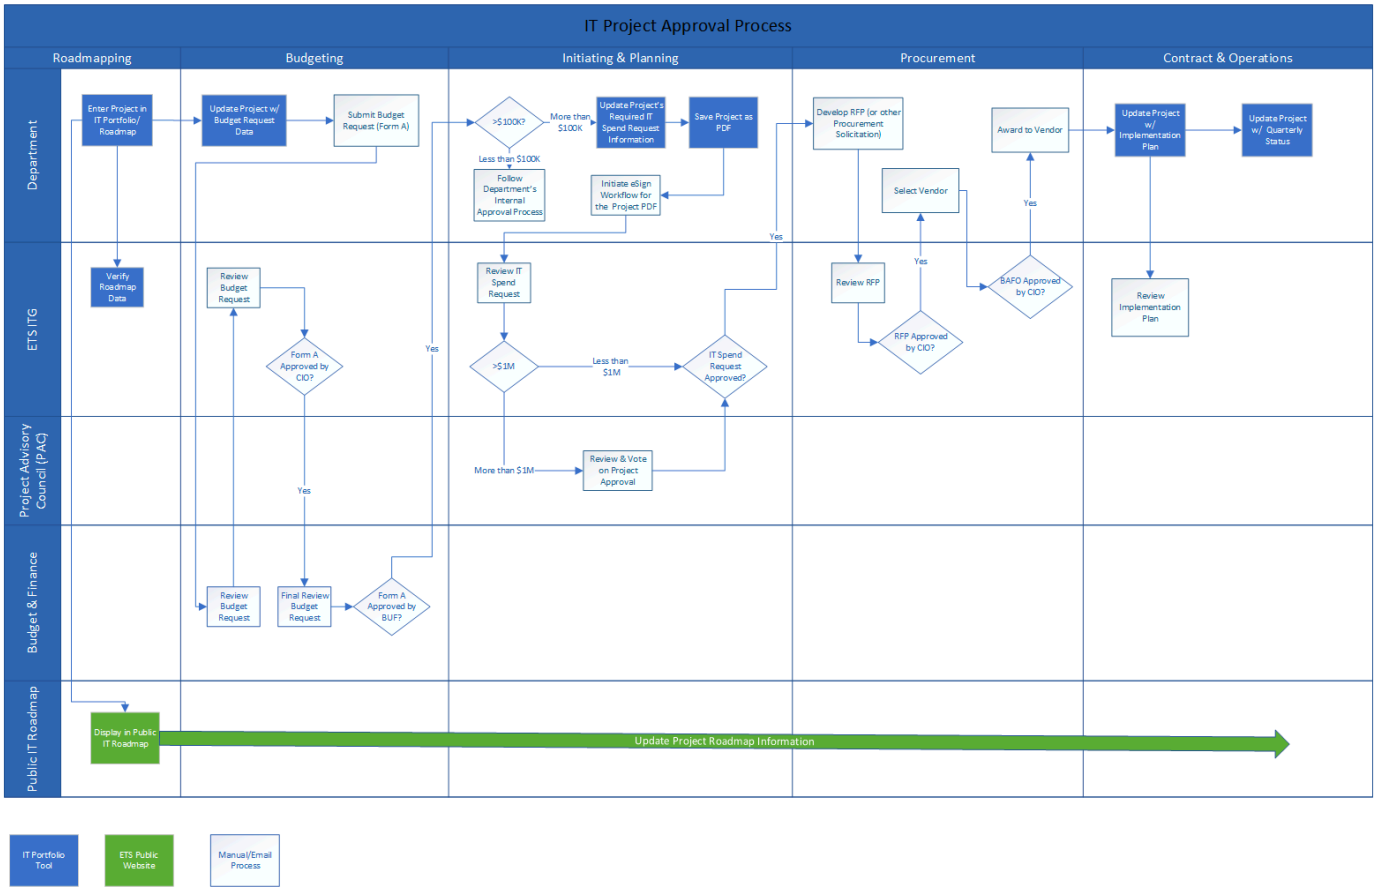 IT Project Approval Process
Roadmapping
Budgeting
Initiating & Planning
Procurement
Contract & Operations
Department
Enter Project in
IT Portfolio/
Roadmap
Update Project w/
Budget Request
Data
Submit Budget
Request (Form A)
>$100K?
More than
$100K
Update Project's
Required IT
Spend Request
Information
Save Project as
PDF
Less than $100K
Follow
Department's
Internal
Approval Process
Initiate eSign
Workflow for
the Project PDF
Develop RFP (or other
Procurement
Solicitation)
Select Vendor
Award to Vendor
Yes
Update Project
w/
Implementation
Plan
Update Project
w/ Quarterly
Status
Yes
ETS ITG
Verify
Roadmap
Data
Review
Budget
Request
Form A
Approved by
CIO?
Yes
Review IT
Spend
Request
>$1M
Less than
$1M
IT Spend
Request
Approved?
Review RFP
Yes
RFP Approved
by CIO?
BAFO Approved
by CIO?
Review
Implementation
Plan
Project Advisory
Council (PAC)
Yes
More than $1M
Review & Vote
on Project
Approval
Budget & Finance
Review
Budget
Request
Final Review
Budget
Request
Form A
Approved by
BUF?
Public IT Roadmap
Display in Public
IT Roadmap
Update Project Roadmap Information
IT Portfolio
Tool
ETS Public
Website
Manual/Email
Process